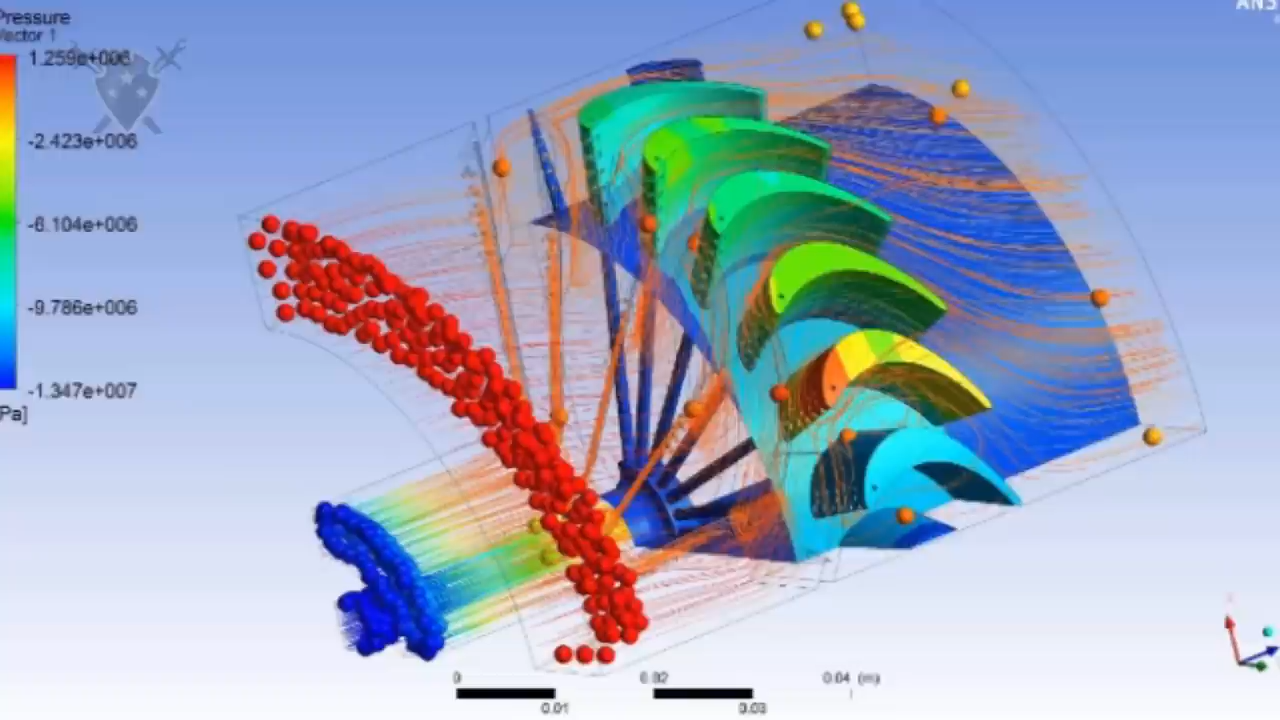 Pressure
Vector 1
1.259e+006
-2.423e+006
-6.104e+006
-9.786e+006
-1.347e+007
[Pa]
ANS
0 0.02 0.04 (m)
0.01 0.03